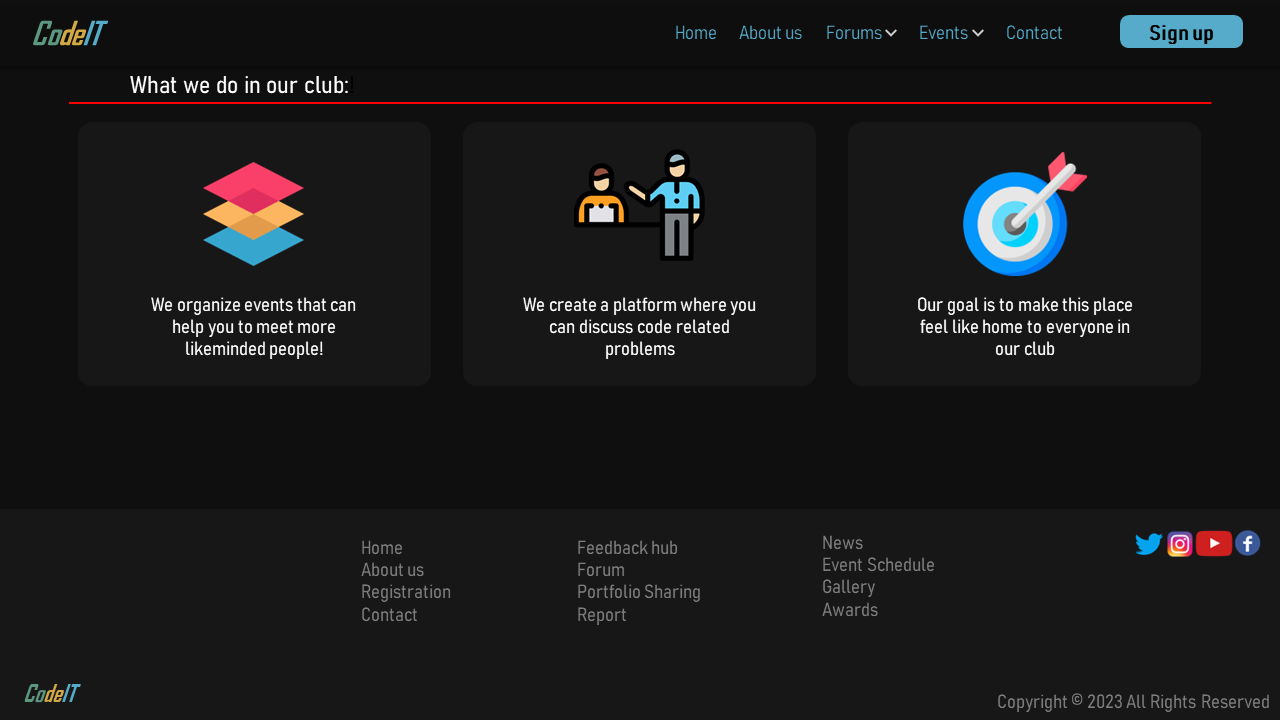 CodeIT
Home
About us
Forums
Events
Contact
Sign up
What we do in our club:
We organize events that can
help you to meet more
likeminded people!
We create a platform where you
can discuss code related
problems
Our goal is to make this place
feel like home to everyone in
our club
Home
About us
Registration
Contact
Feedback hub
Forum
Portfolio Sharing
Report
News
Event Schedule
Gallery
Awards
CodeIT
Copyright © 2023 All Rights Reserved